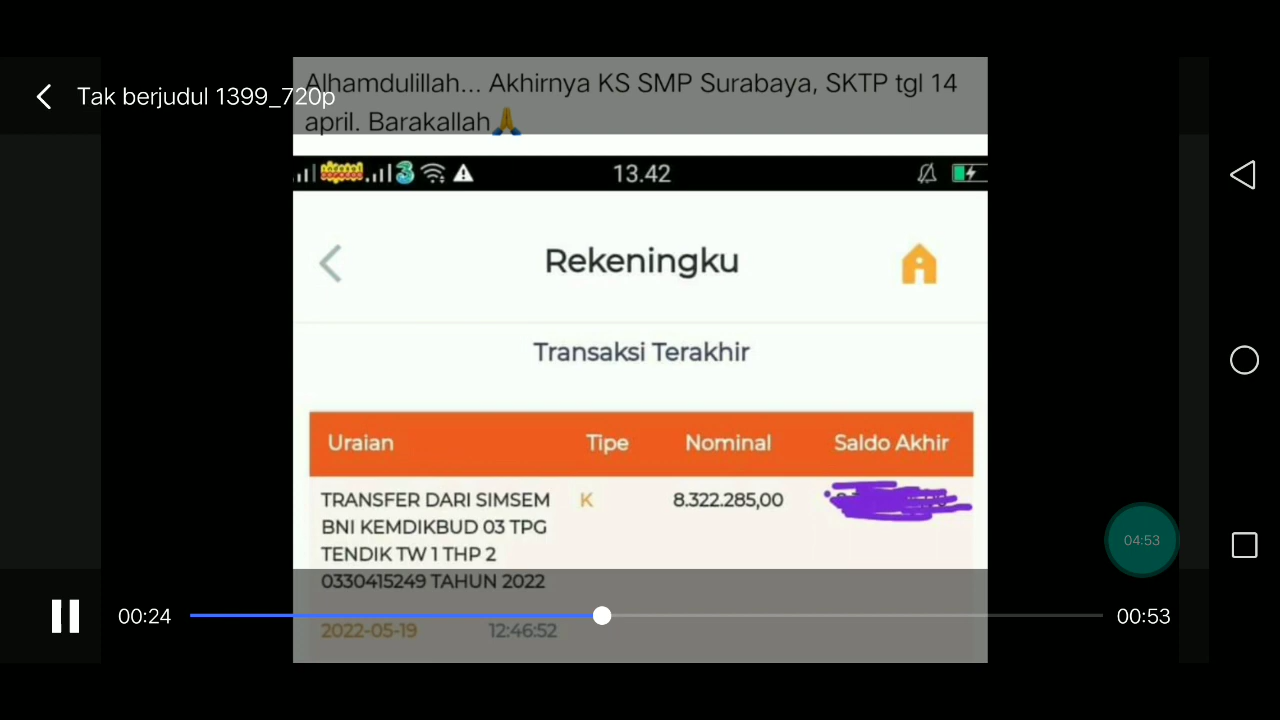 Alhamdulillah... Akhirnya KS SMP Surabaya, SKTP tgl 14
april. Barakallah🙏
Tak berjudul 1399_720p
13.42
Rekeningku
Transaksi Terakhir
Uraian Tipe Nominal Saldo Akhir
TRANSFER DARI SIMSEM K 8.322.285,00
BNI KEMDIKBUD 03 TPG
TENDIK TW 1 THP 2
0330415249 TAHUN 2022
2022-05-19 12:46:52
04:53
00:24 00:53